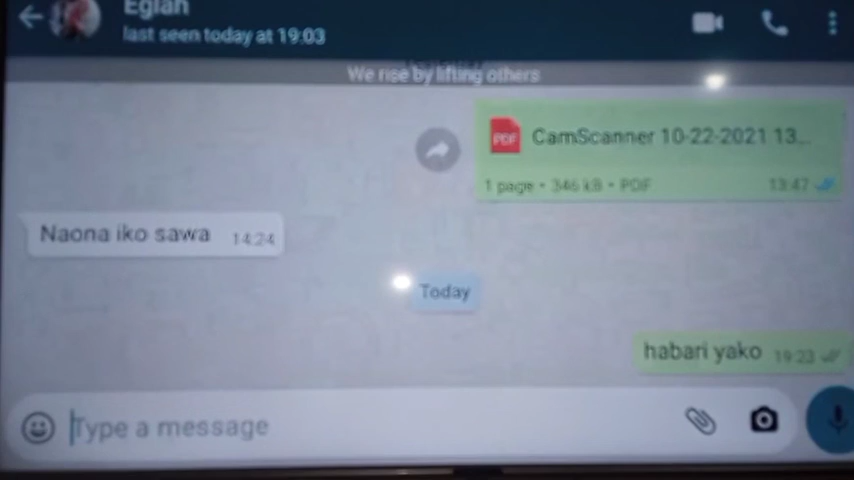 Eglah
last seen today at 19:03
We rise by lifting others
PDF
CamScanner 10-22-2021 13...
1 page • 346 kB • PDF
13:47
Naona iko sawa
14:24
Today
habari yako
19:23
Type a message